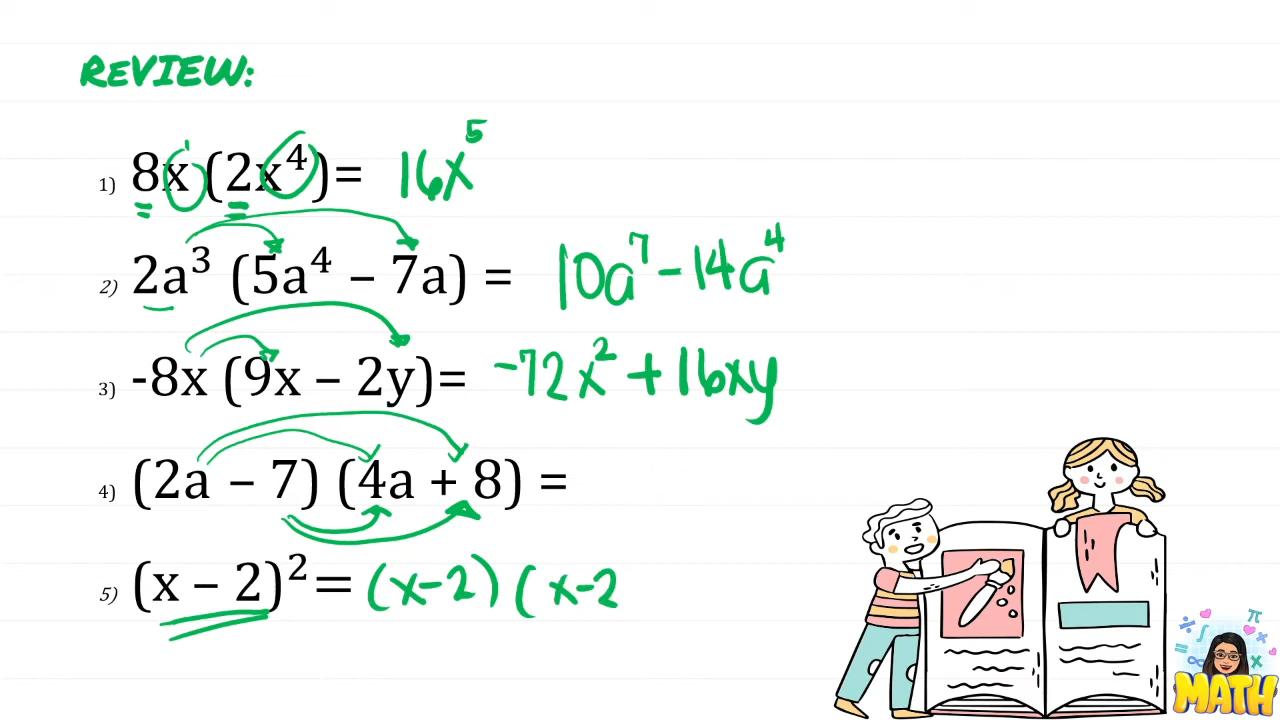 REVIEW:
1) 8x¹ (2x⁴)= 16x⁵
2) 2a³ (5a⁴ – 7a) = 10a⁷ - 14a⁴
3) -8x (9x – 2y)= -72x² + 16xy
4) (2a – 7) (4a + 8) =
5) (x – 2)² = (x-2) (x-2
MATH